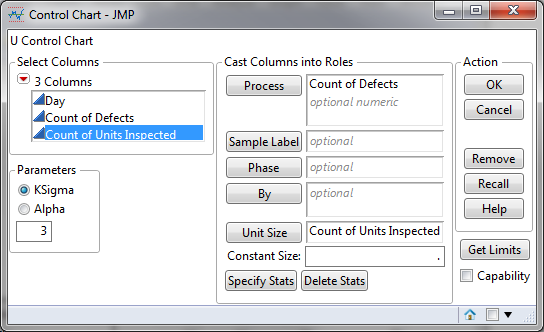 Control Chart - JMP
U Control Chart
Select Columns
3 Columns
Day
Count of Defects
Count of Units Inspected
Parameters
KSigma
Alpha
3
Cast Columns into Roles
Process
Count of Defects
optional numeric
Sample Label
optional
Phase
optional
By
optional
Unit Size
Count of Units Inspected
Constant Size:
.
Specify Stats
Delete Stats
Action
OK
Cancel
Remove
Recall
Help
Get Limits
Capability